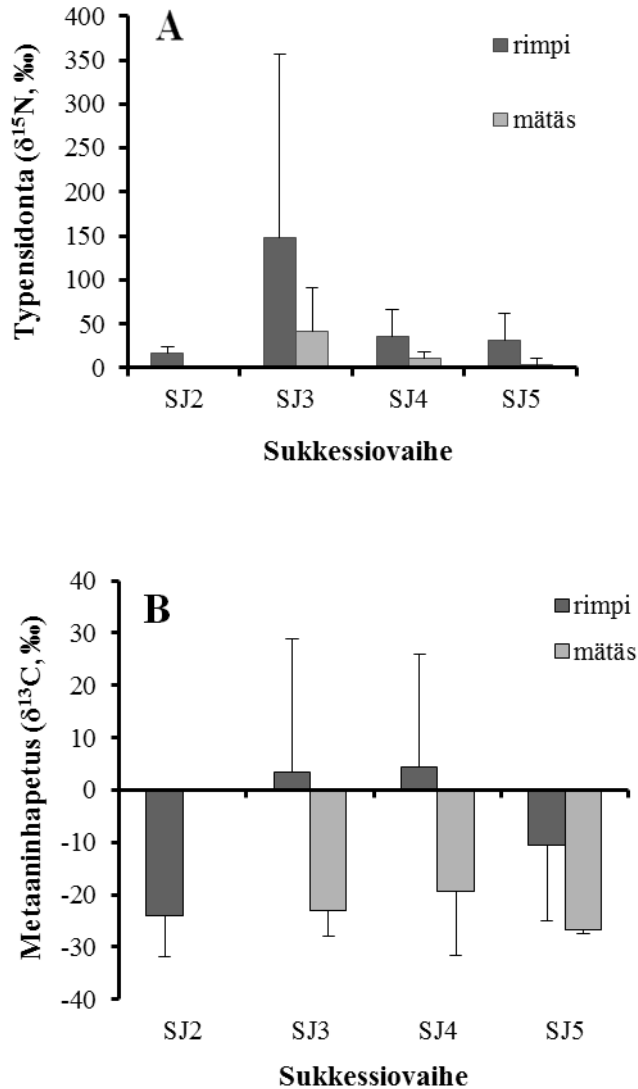 A
rimpi
mätäs
Typensidonta (δ¹⁵N, ‰)
400
350
300
250
200
150
100
50
0
SJ2 SJ3 SJ4 SJ5
Sukkessiovaihe
B
rimpi
mätäs
Metaaninhapetus (δ¹³C, ‰)
40
30
20
10
0
-10
-20
-30
-40
SJ2 SJ3 SJ4 SJ5
Sukkessiovaihe